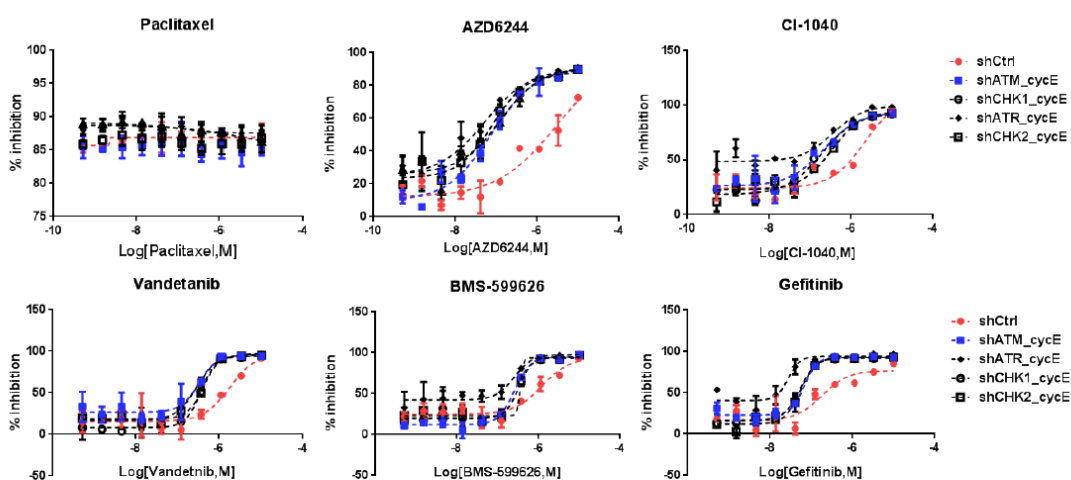 Paclitaxel
100
95
90
85
80
75
% inhibition
-10
-8
-6
-4
Log[Paclitaxel,M]
AZD6244
100
80
60
40
20
0
% inhibition
-10
-8
-6
-4
Log[AZD6244,M]
CI-1040
150
100
50
0
% inhibition
-10
-8
-6
-4
Log[CI-1040,M]
shCtrl
shATM_cycE
shCHK1_cycE
shATR_cycE
shCHK2_cycE
Vandetanib
150
100
50
0
-50
% inhibition
-10
-8
-6
-4
Log[Vandetnib,M]
BMS-599626
150
100
50
0
-50
% inhibition
-10
-8
-6
-4
Log[BMS-599626,M]
Gefitinib
150
100
50
0
-50
% inhibition
-10
-8
-6
-4
Log[Gefitinib,M]
shCtrl
shATM_cycE
shATR_cycE
shCHK1_cycE
shCHK2_cycE